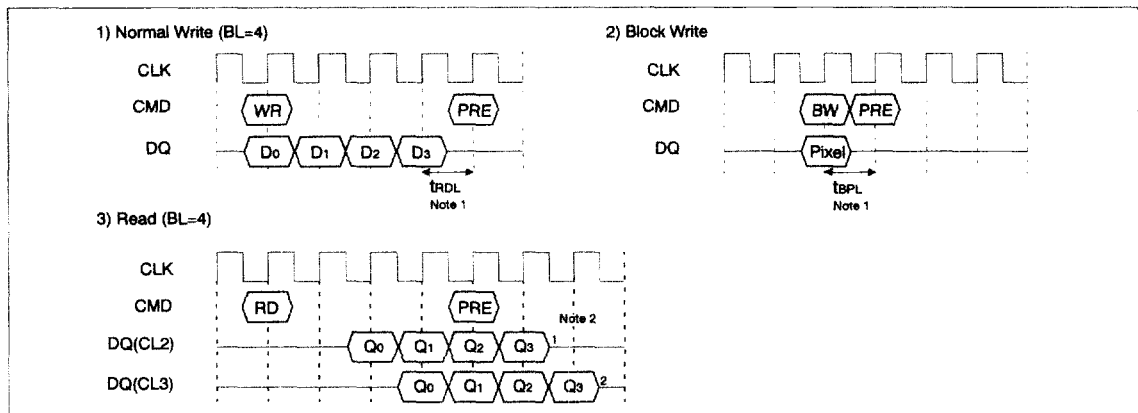 1) Normal Write (BL=4)
CLK
CMD WR PRE
DQ D0 D1 D2 D3
tRDL
Note 1
2) Block Write
CLK
CMD BW PRE
DQ Pixel
tBPL
Note 1
3) Read (BL=4)
CLK
CMD RD PRE
Note 2
DQ(CL2) Q0 Q1 Q2 Q3 1
DQ(CL3) Q0 Q1 Q2 Q3 2